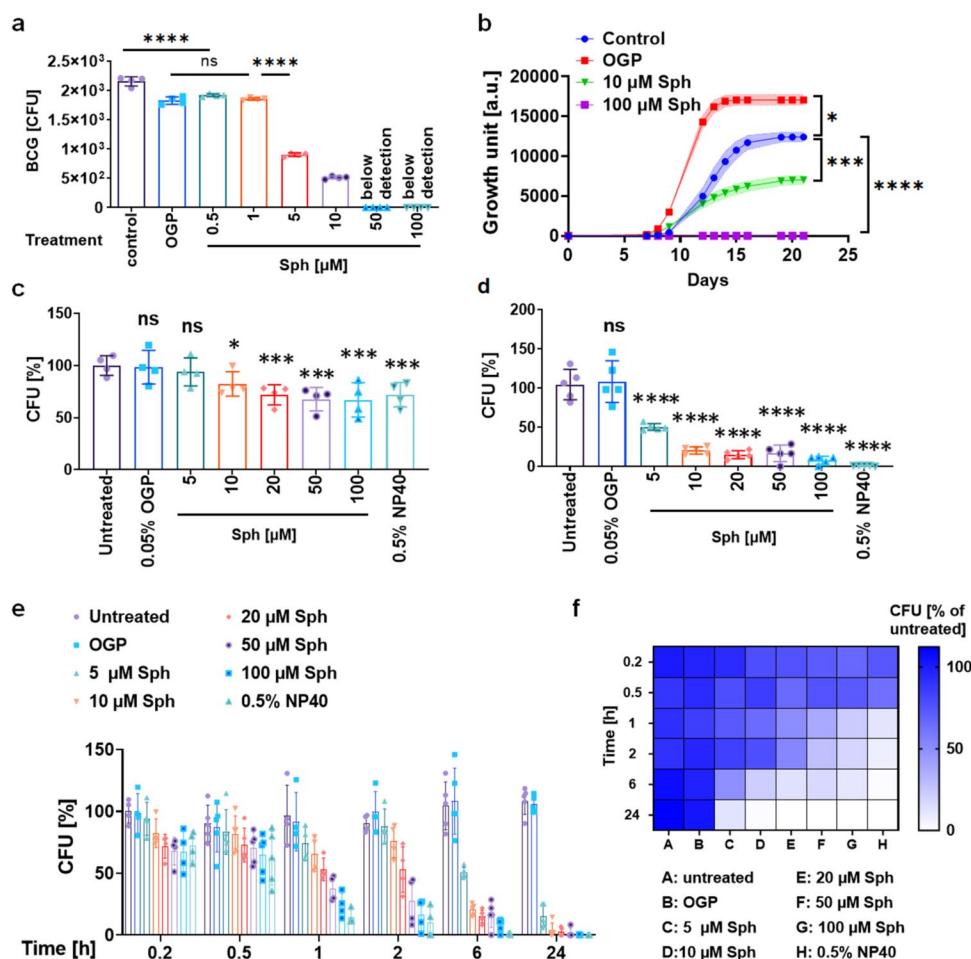 a
****
ns
****
BCG [CFU]
2.5×10³
2×10³
2×10³
1×10³
5×10²
0
below
detection
below
detection
Treatment
control
OGP
0.5
1
5
10
50
100
Sph [µM]
b
Control
OGP
10 µM Sph
100 µM Sph
Growth unit [a.u.]
20000
15000
10000
5000
0
0
5
10
15
20
25
Days
*
***
****
c
CFU [%]
150
100
50
0
ns
ns
*
***
***
***
***
Untreated
0.05% OGP
5
10
20
50
100
0.5% NP40
Sph [µM]
d
CFU [%]
200
150
100
50
0
ns
****
****
****
****
****
****
Untreated
0.05% OGP
5
10
20
50
100
0.5% NP40
Sph [µM]
e
Untreated
OGP
5 µM Sph
10 µM Sph
20 µM Sph
50 µM Sph
100 µM Sph
0.5% NP40
CFU [%]
150
100
50
0
Time [h]
0.2
0.5
1
2
6
24
f
CFU [% of
untreated]
100
50
0
Time [h]
0.2
0.5
1
2
6
24
A B C D E F G H
A: untreated
B: OGP
C: 5 µM Sph
D:10 µM Sph
E: 20 µM Sph
F: 50 µM Sph
G: 100 µM Sph
H: 0.5% NP40